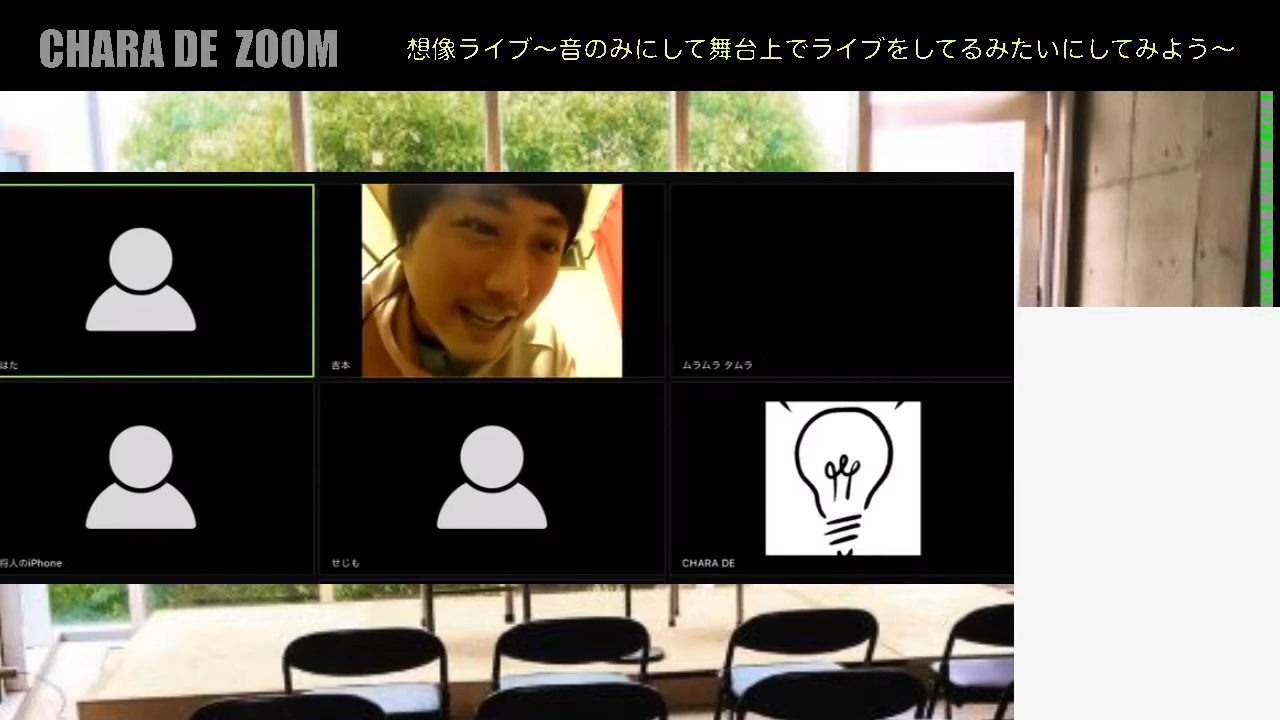 CHARA DE ZOOM
想像ライブ〜音のみにして舞台上でライブをしてるみたいにしてみよう〜
はた
吉本
ムラムラ タムラ
将人のiPhone
せじも
CHARA DE